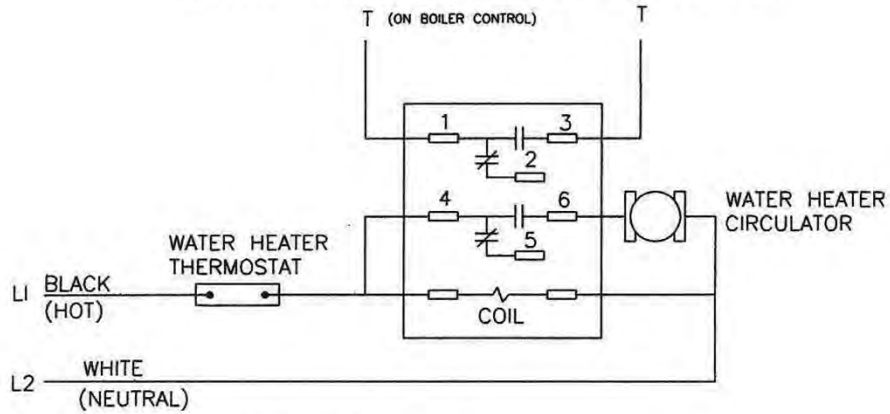 T (ON BOILER CONTROL) T
1 3
2
4 6
5
WATER HEATER
CIRCULATOR
WATER HEATER
THERMOSTAT
L1 BLACK
(HOT)
COIL
L2 WHITE
(NEUTRAL)